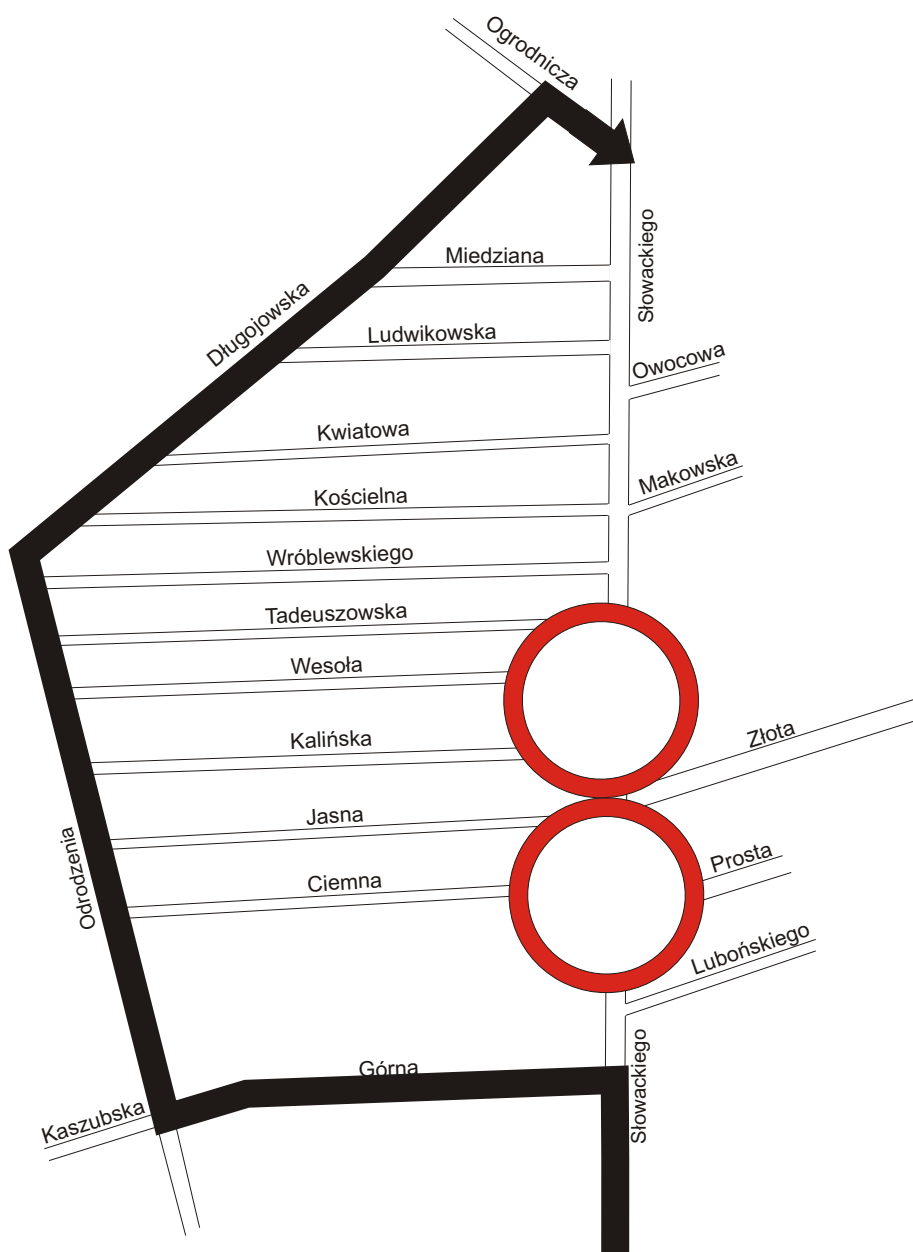 Ogrodnicza
Słowackiego
Miedziana
Długojowska
Ludwikowska
Owocowa
Kwiatowa
Makowska
Kościelna
Wróblewskiego
Tadeuszowska
Wesoła
Kalińska
Złota
Jasna
Odrodzenia
Prosta
Ciemna
Lubońskiego
Górna
Słowackiego
Kaszubska